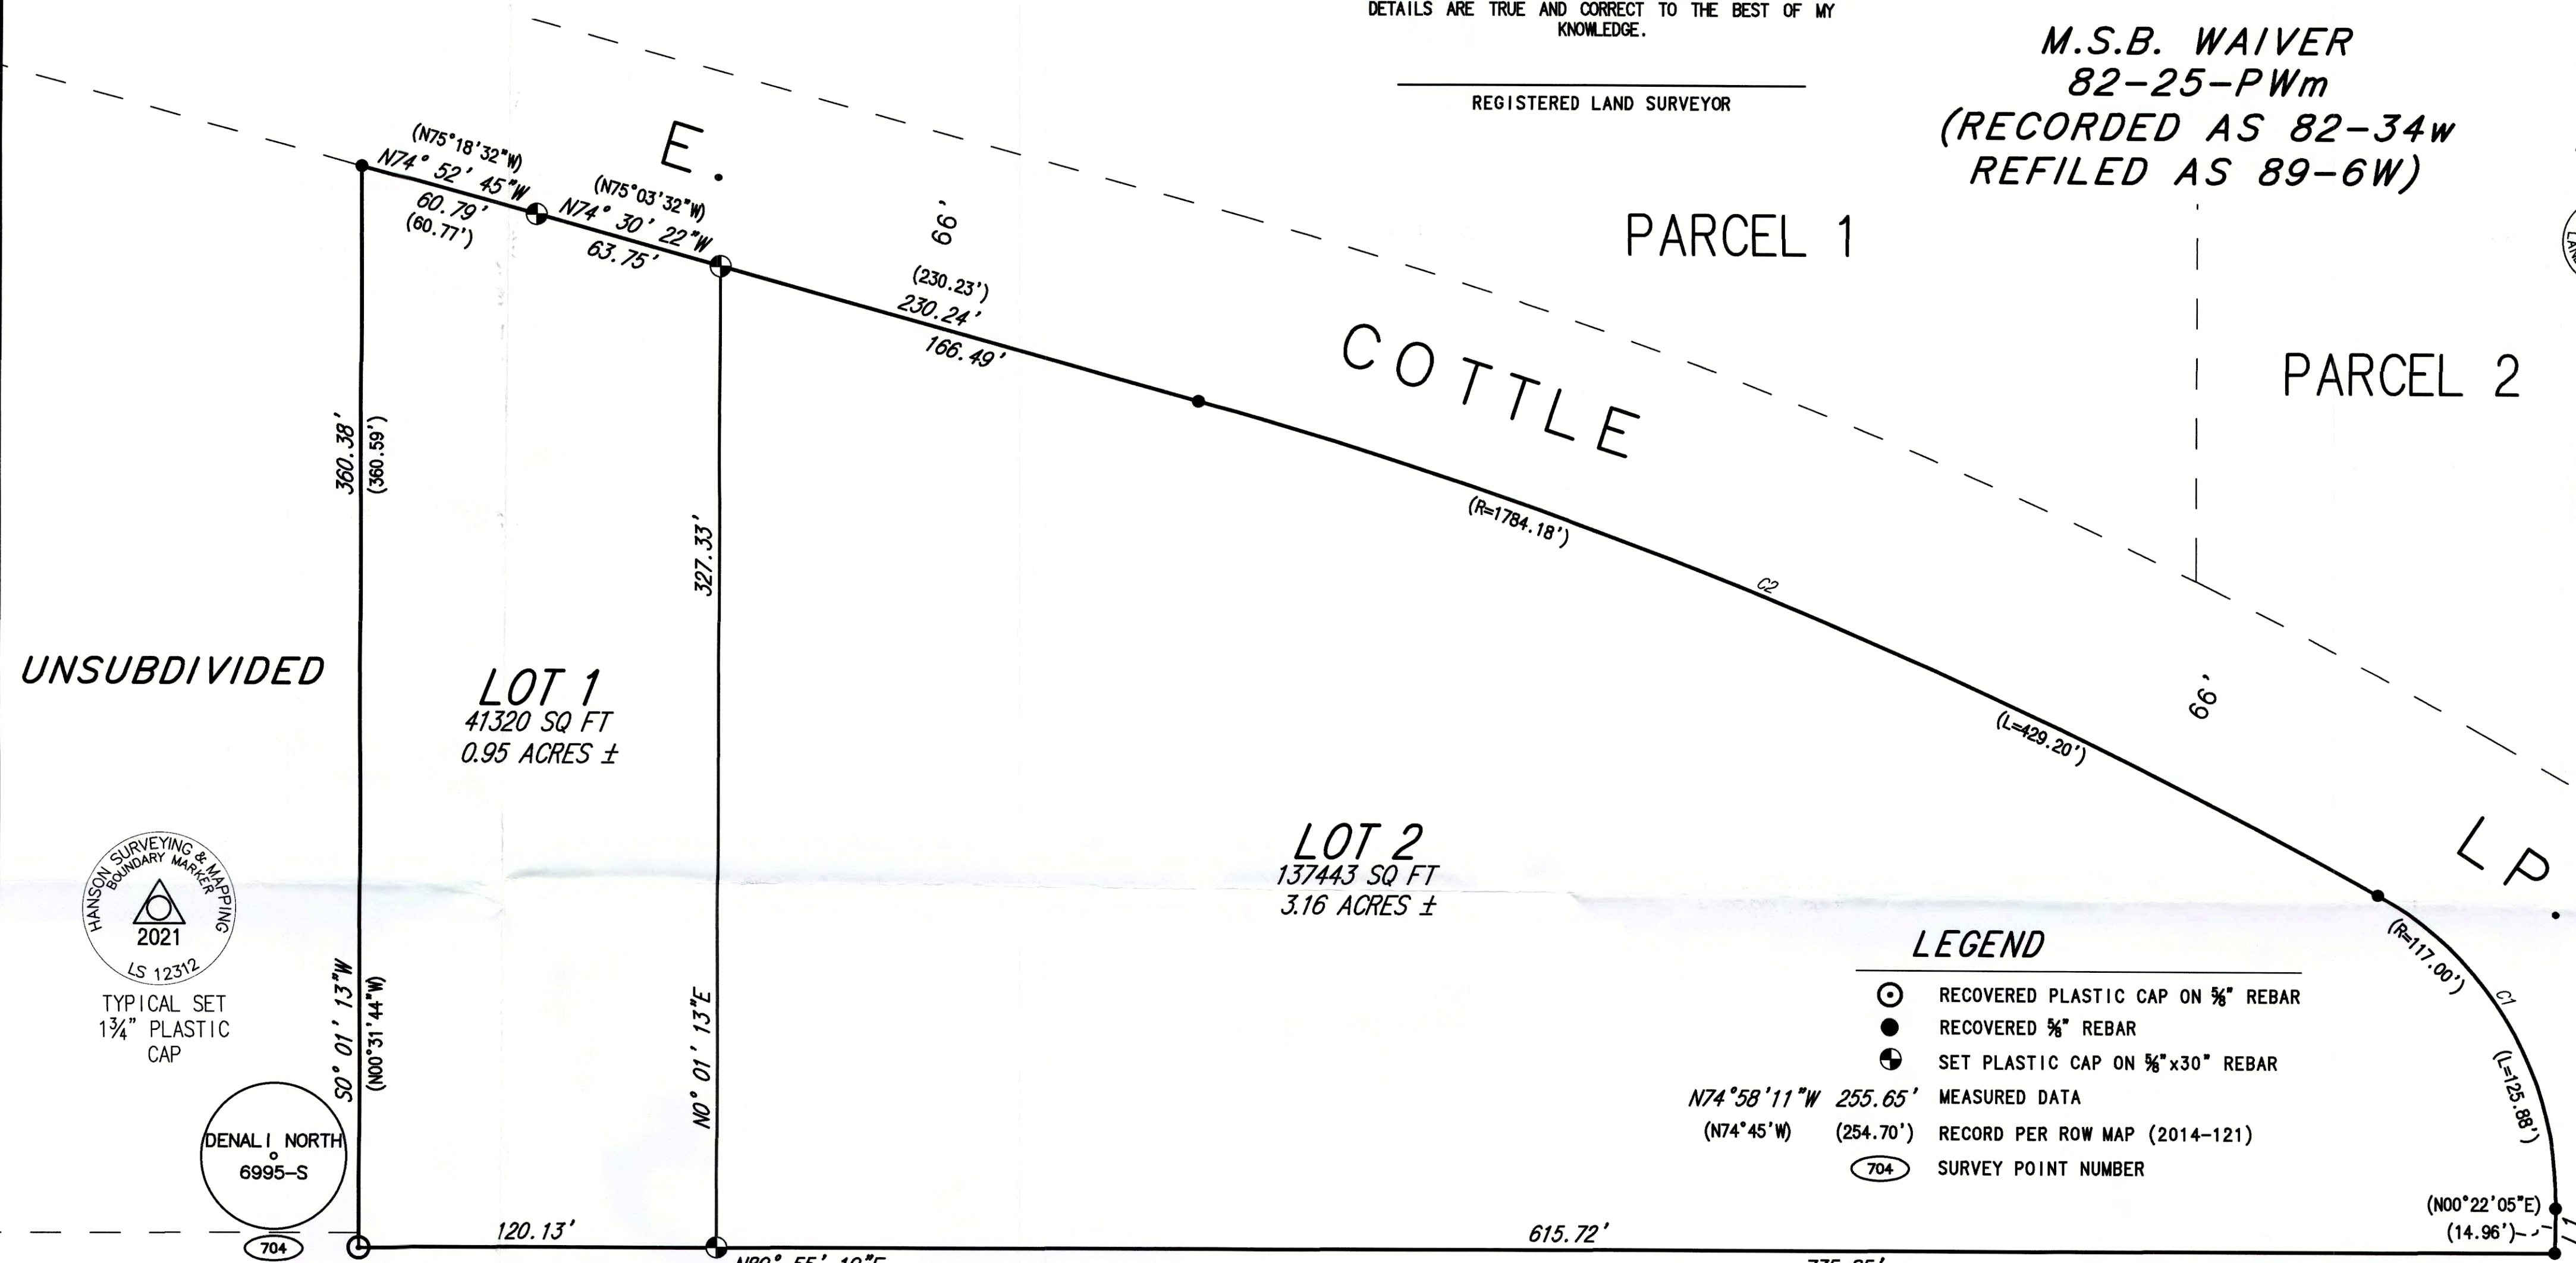 DETAILS ARE TRUE AND CORRECT TO THE BEST OF MY
KNOWLEDGE.
REGISTERED LAND SURVEYOR
M.S.B. WAIVER
82-25-PWm
(RECORDED AS 82-34w
REFILED AS 89-6W)
PARCEL 1
PARCEL 2
E. COTTLE LP.
66'
66'
(N75°18'32"W)
N74° 52' 45"W
60.79'
(60.77')
(N75°03'32"W)
N74° 30' 22"W
63.75'
(230.23')
230.24'
166.49'
(R=1784.18')
C2
(L=429.20')
(R=117.00')
C1
(L=125.88')
360.38'
(360.59')
327.33'
UNSUBDIVIDED
LOT 1
41320 SQ FT
0.95 ACRES ±
LOT 2
137443 SQ FT
3.16 ACRES ±
HANSON SURVEYING & MAPPING
BOUNDARY MARKER
2021
LS 12312
TYPICAL SET
1¾" PLASTIC
CAP
S0° 01' 13"W
(N00°31'44"W)
N0° 01' 13"E
DENALI NORTH
6995-S
704
LEGEND
RECOVERED PLASTIC CAP ON ⅝" REBAR
RECOVERED ⅝" REBAR
SET PLASTIC CAP ON ⅝"x30" REBAR
N74°58'11"W 255.65' MEASURED DATA
(N74°45'W) (254.70') RECORD PER ROW MAP (2014-121)
704 SURVEY POINT NUMBER
(N00°22'05"E)
(14.96')
120.13'
615.72'